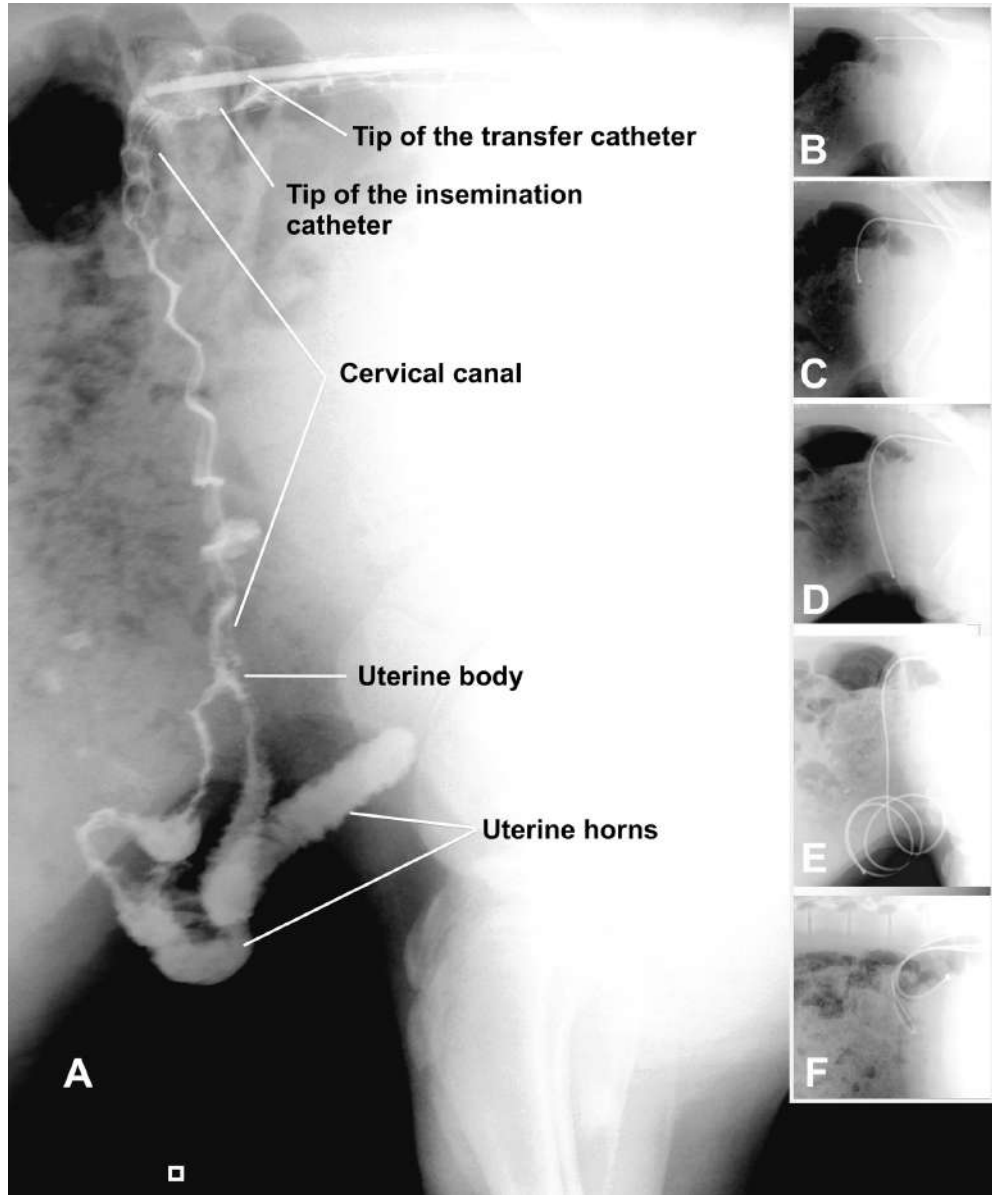 Tip of the transfer catheter
Tip of the insemination
catheter
Cervical canal
Uterine body
Uterine horns
A
B
C
D
E
F